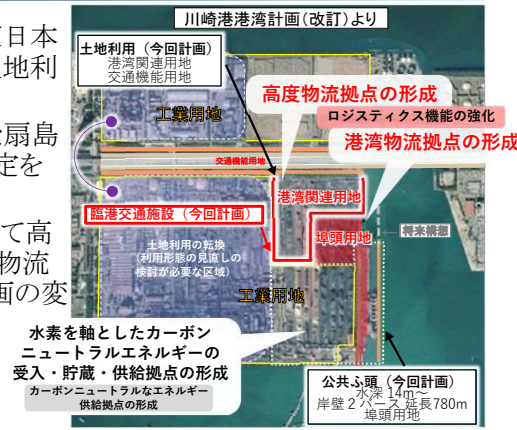 川崎港港湾計画(改訂)より
日本
地利
土地利用(今回計画)
港湾関連用地
交通機能用地
高度物流拠点の形成
ロジスティクス機能の強化
工業用地
港湾物流拠点の形成
扇島
定を
交通機能用地
港湾関連用地
臨港交通施設(今回計画)
て高
物流
画の変
土地利用の転換
(利用形態の見直しの
検討が必要な区域)
埠頭用地
将来構想
工業用地
水素を軸としたカーボン
ニュートラルエネルギーの
受入・貯蔵・供給拠点の形成
カーボンニュートラルなエネルギー
供給拠点の形成
公共ふ頭(今回計画)
水深 14m~
岸壁 2 バース 延長780m
埠頭用地